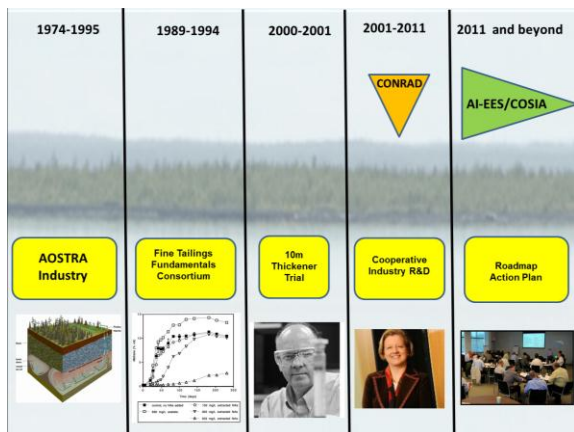 1974-1995
1989-1994
2000-2001
2001-2011
2011 and beyond
CONRAD
AI-EES/COSIA
AOSTRA
Industry
Fine Tailings
Fundamentals
Consortium
10m
Thickener
Trial
Cooperative
Industry R&D
Roadmap
Action Plan